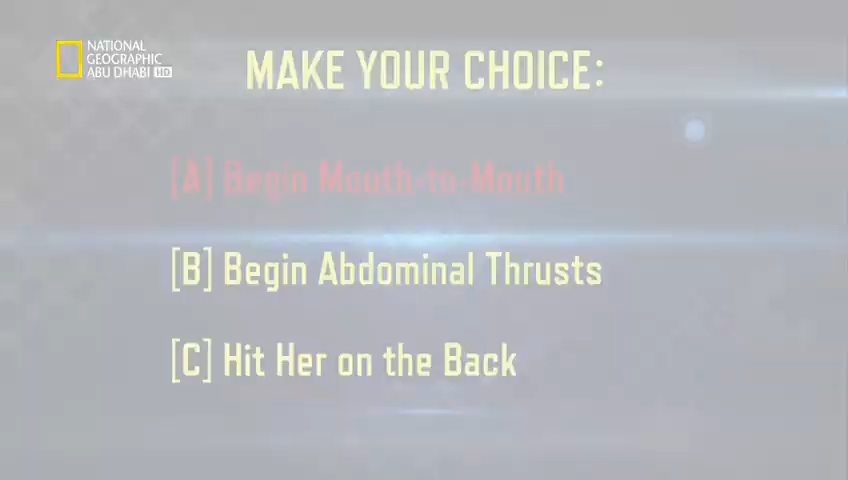 NATIONAL
GEOGRAPHIC
ABU DHABI HD
MAKE YOUR CHOICE:
[A] Begin Mouth-to-Mouth
[B] Begin Abdominal Thrusts
[C] Hit Her on the Back